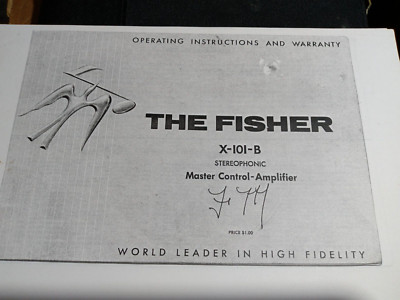 OPERATING INSTRUCTIONS AND WARRANTY
THE FISHER
X-101-B
STEREOPHONIC
Master Control-Amplifier
PRICE $1.00
WORLD LEADER IN HIGH FIDELITY